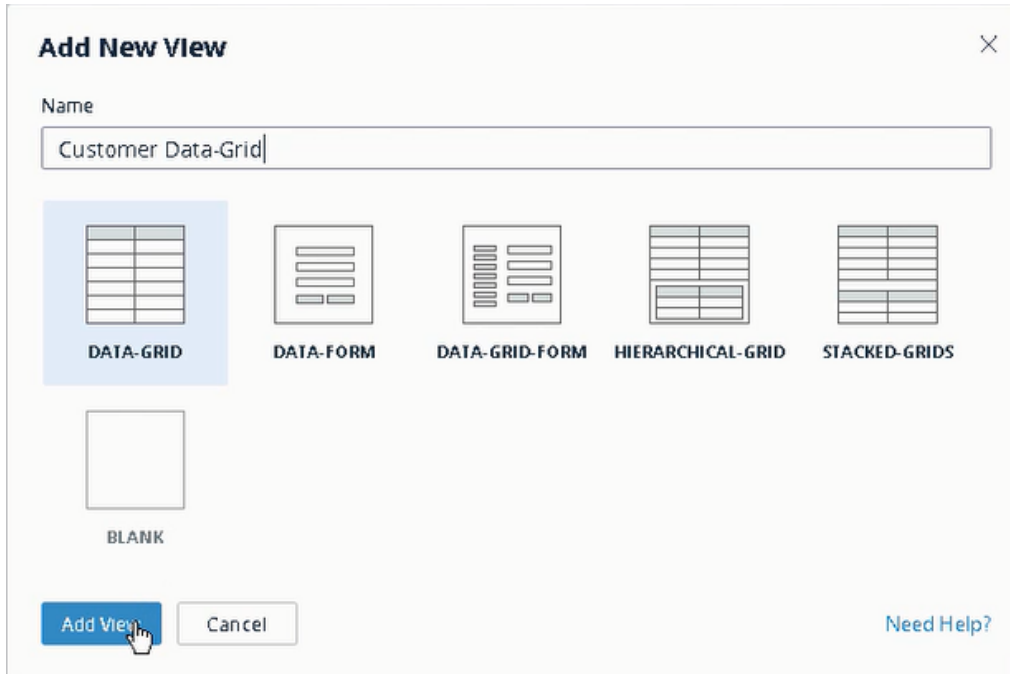 Add New View
Name
Customer Data-Grid
DATA-GRID DATA-FORM DATA-GRID-FORM HIERARCHICAL-GRID STACKED-GRIDS
BLANK
Add View Cancel Need Help?